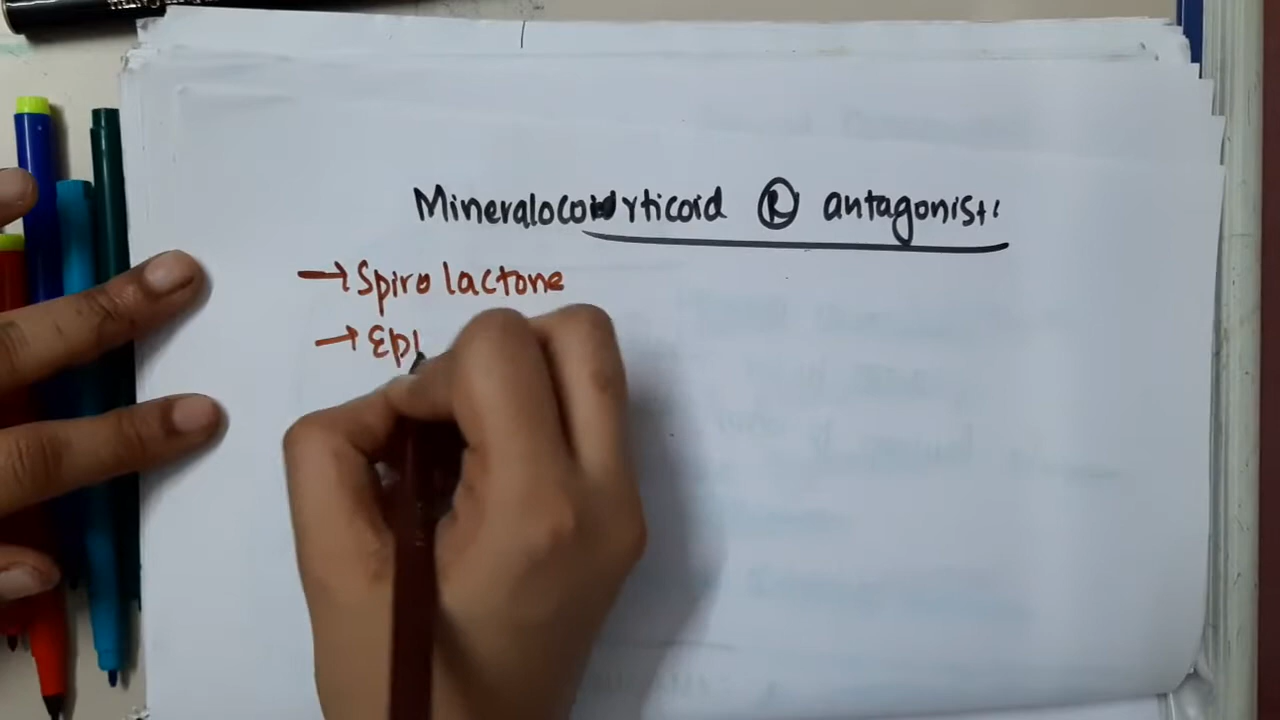 Mineralocorticoid Ⓡ antagonist
→ Spiro lactone
→ Epl